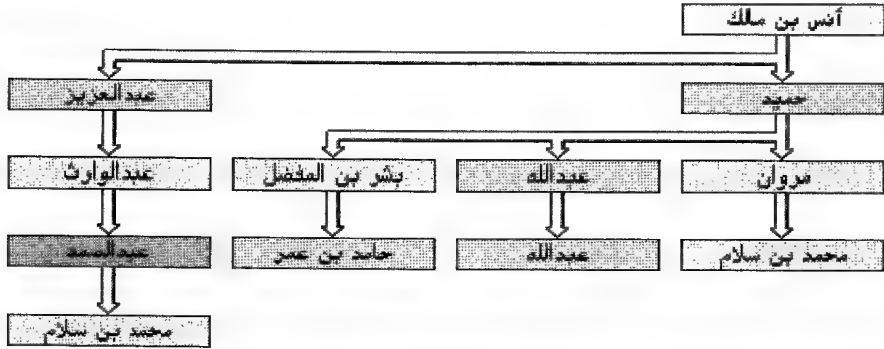 أنس بن مالك
حميد
عبدالعزيز
مروان
عبدالله
بشر بن المفضل
عبدالوارث
محمد بن سلام
عبدالله
حامد بن عمر
عبدالصمد
محمد بن سلام